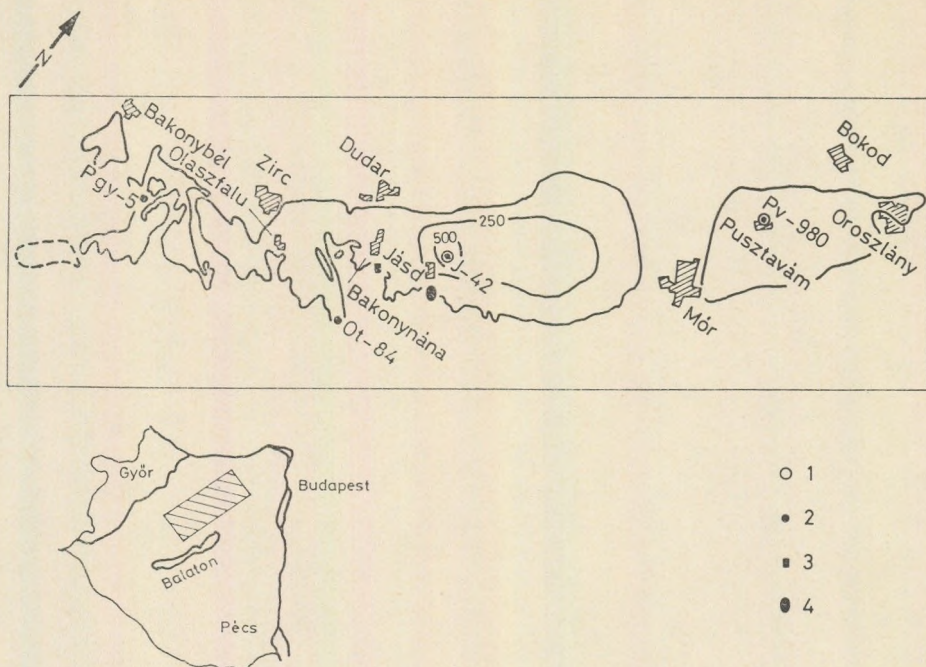 N
Bakonybél
Pgy-5
Olaszfalu
Zirc
Dudar
250
500
J-42
Jásd
Bakonynána
Ot-84
Bokod
Pv-980
Pusztavám
Oroszlány
Mór
Győr
Budapest
Balaton
Pécs
1
2
3
4